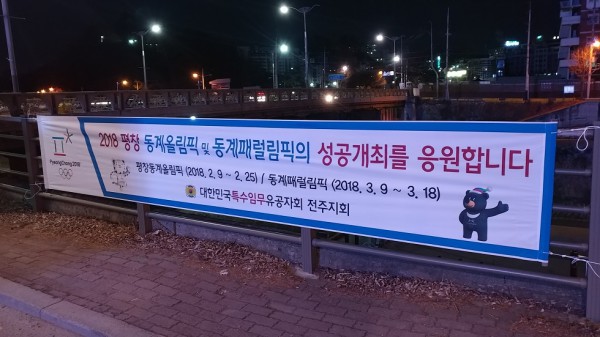 PyeongChang 2018
2018 평창 동계올림픽 및 동계패럴림픽의 성공개최를 응원합니다
평창동계올림픽 (2018. 2. 9 ~ 2. 25) / 동계패럴림픽 (2018. 3. 9 ~ 3. 18)
대한민국특수임무유공자회 전주지회